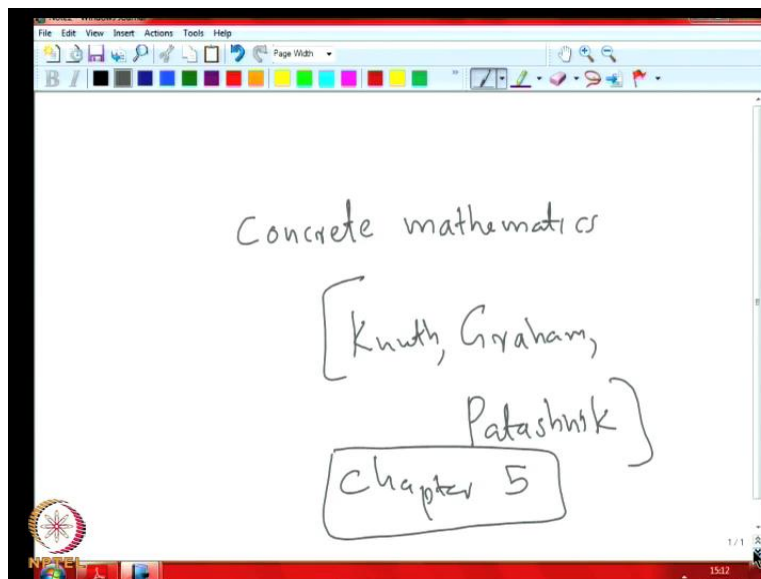 File Edit View Insert Actions Tools Help
Page Width
B I
Concrete mathematics
[Knuth, Graham,
Patashnik]
Chapter 5
1/1
NPTEL
15:12